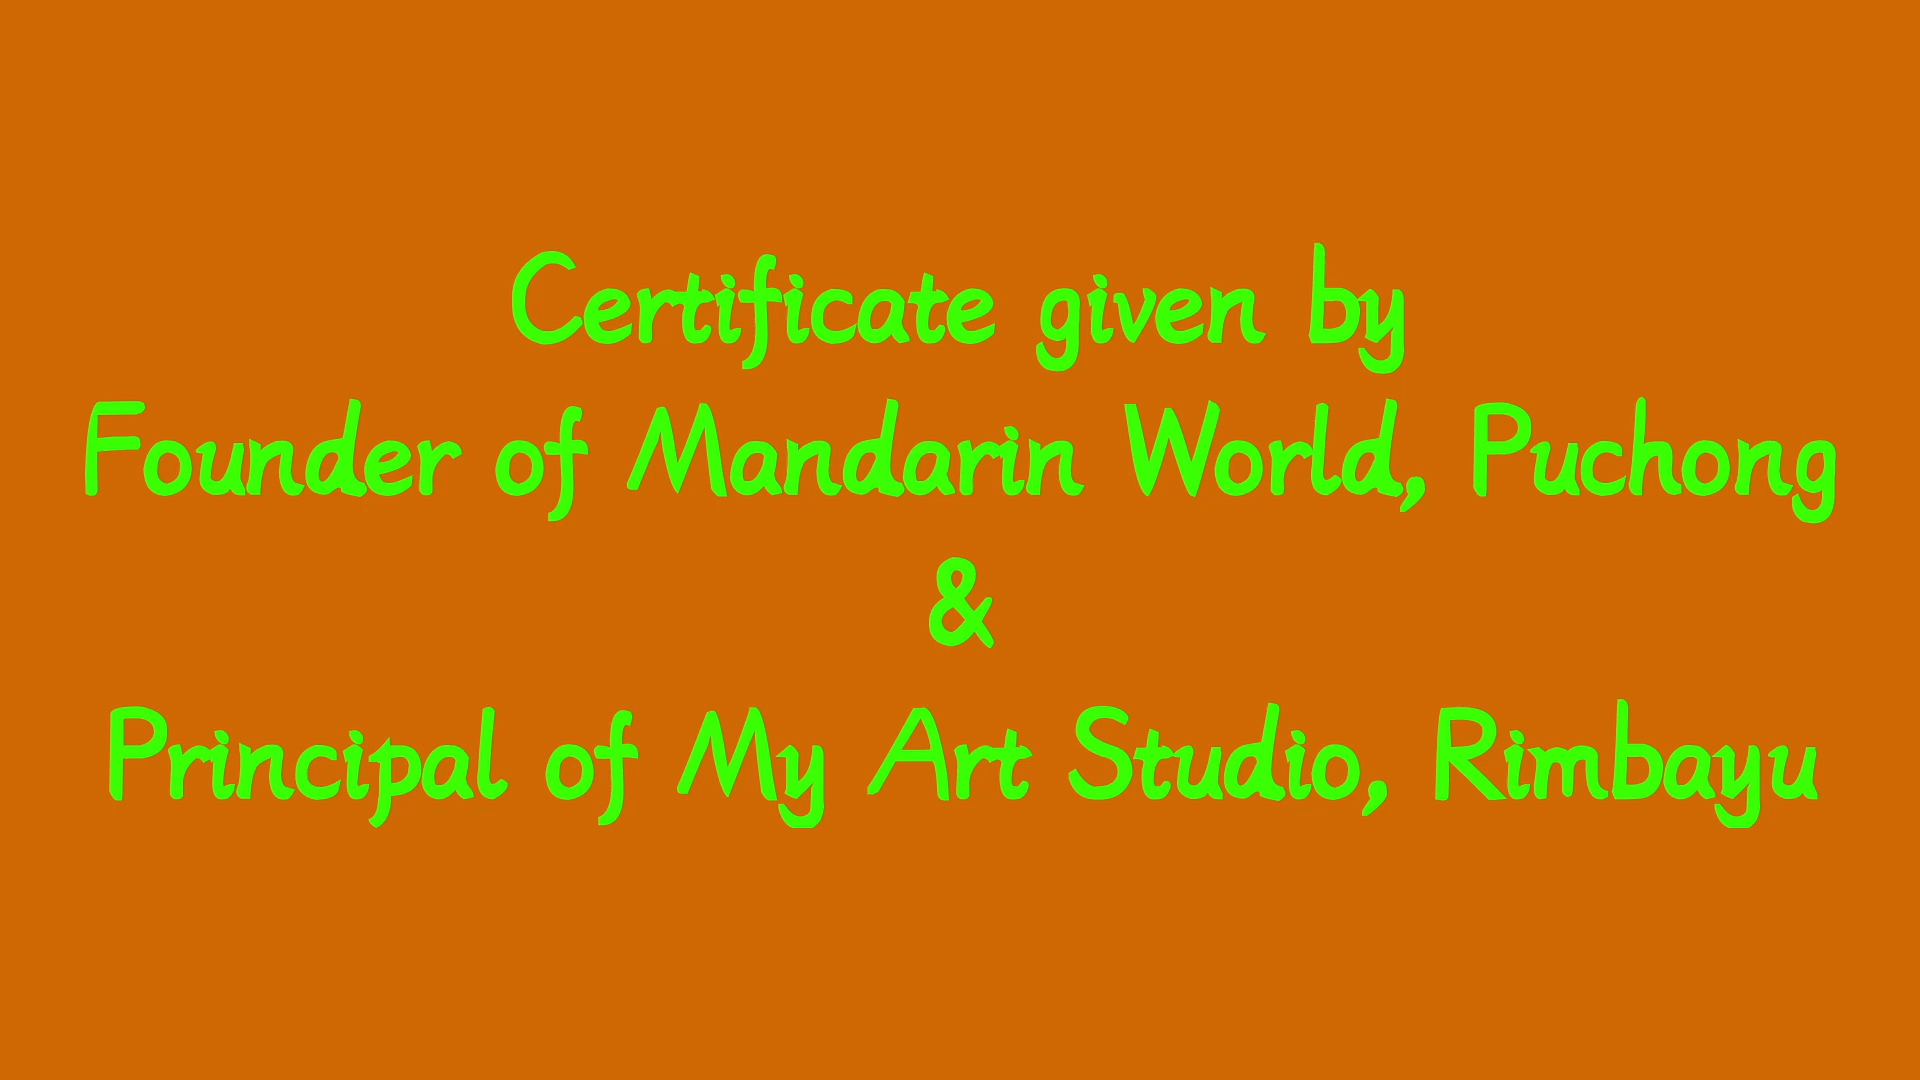 Certificate given by
Founder of Mandarin World, Puchong
&
Principal of My Art Studio, Rimbayu